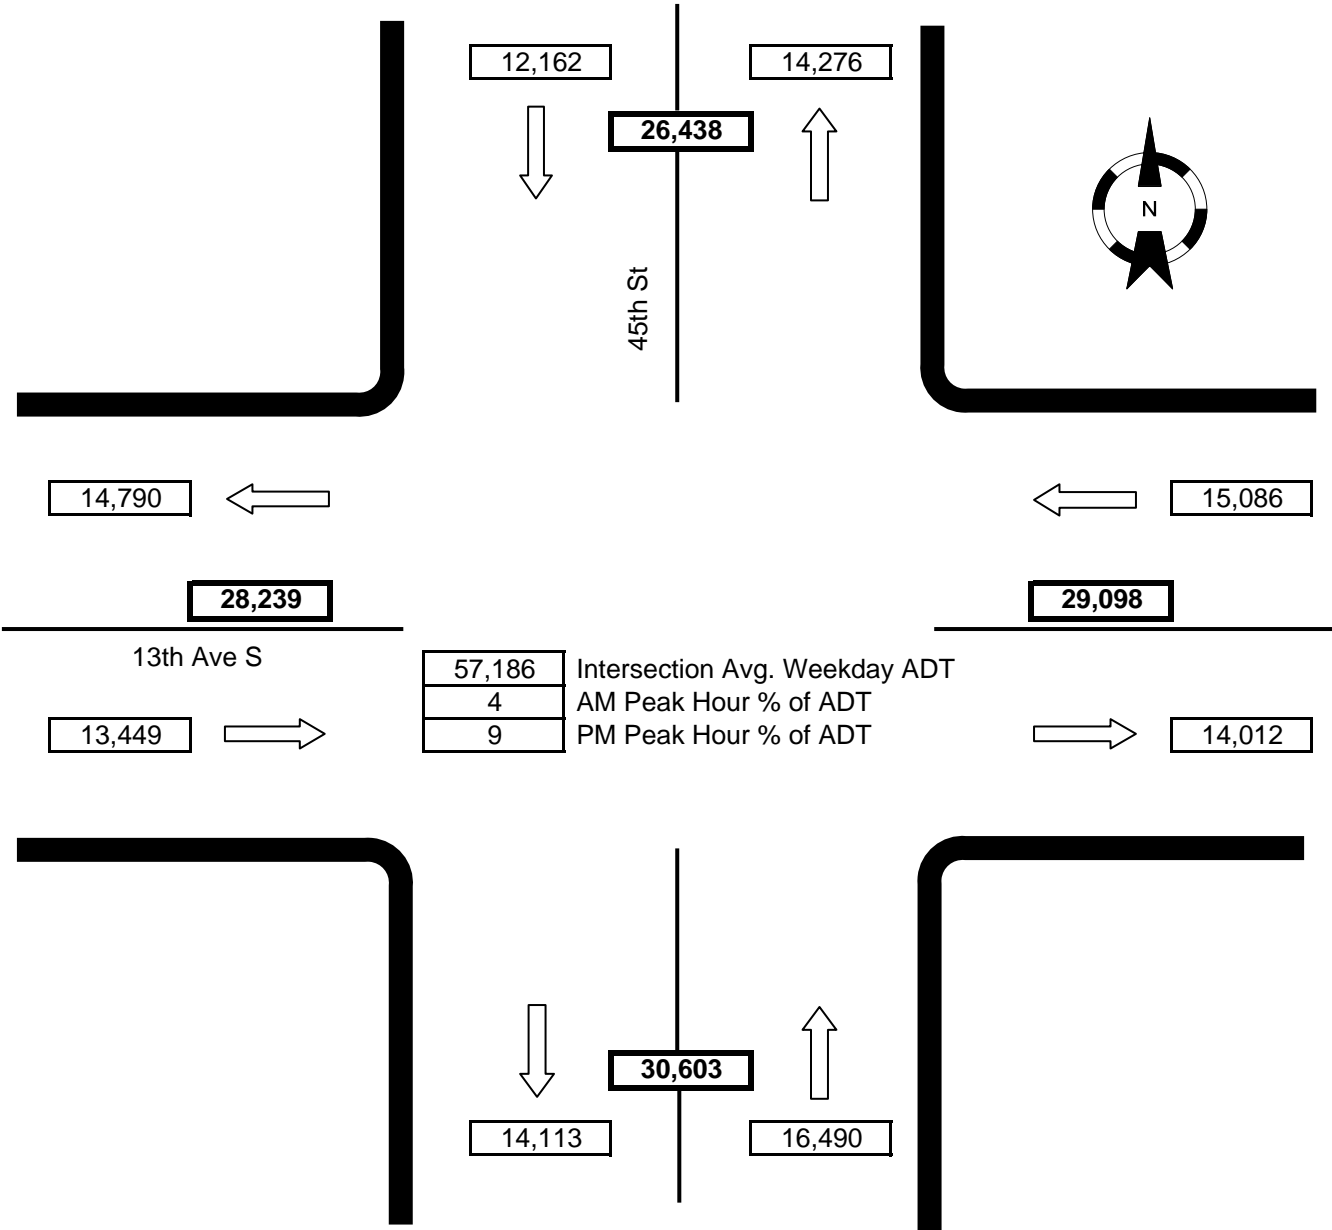 12,162
14,276
26,438
N
45th St
14,790
15,086
28,239
29,098
13th Ave S
57,186 Intersection Avg. Weekday ADT
4 AM Peak Hour % of ADT
9 PM Peak Hour % of ADT
13,449
14,012
30,603
14,113
16,490